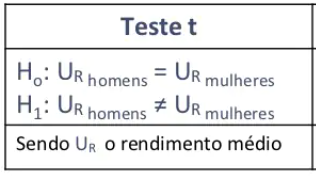 Teste t
Ho: UR homens = UR mulheres
H1: UR homens ≠ UR mulheres
Sendo UR o rendimento médio